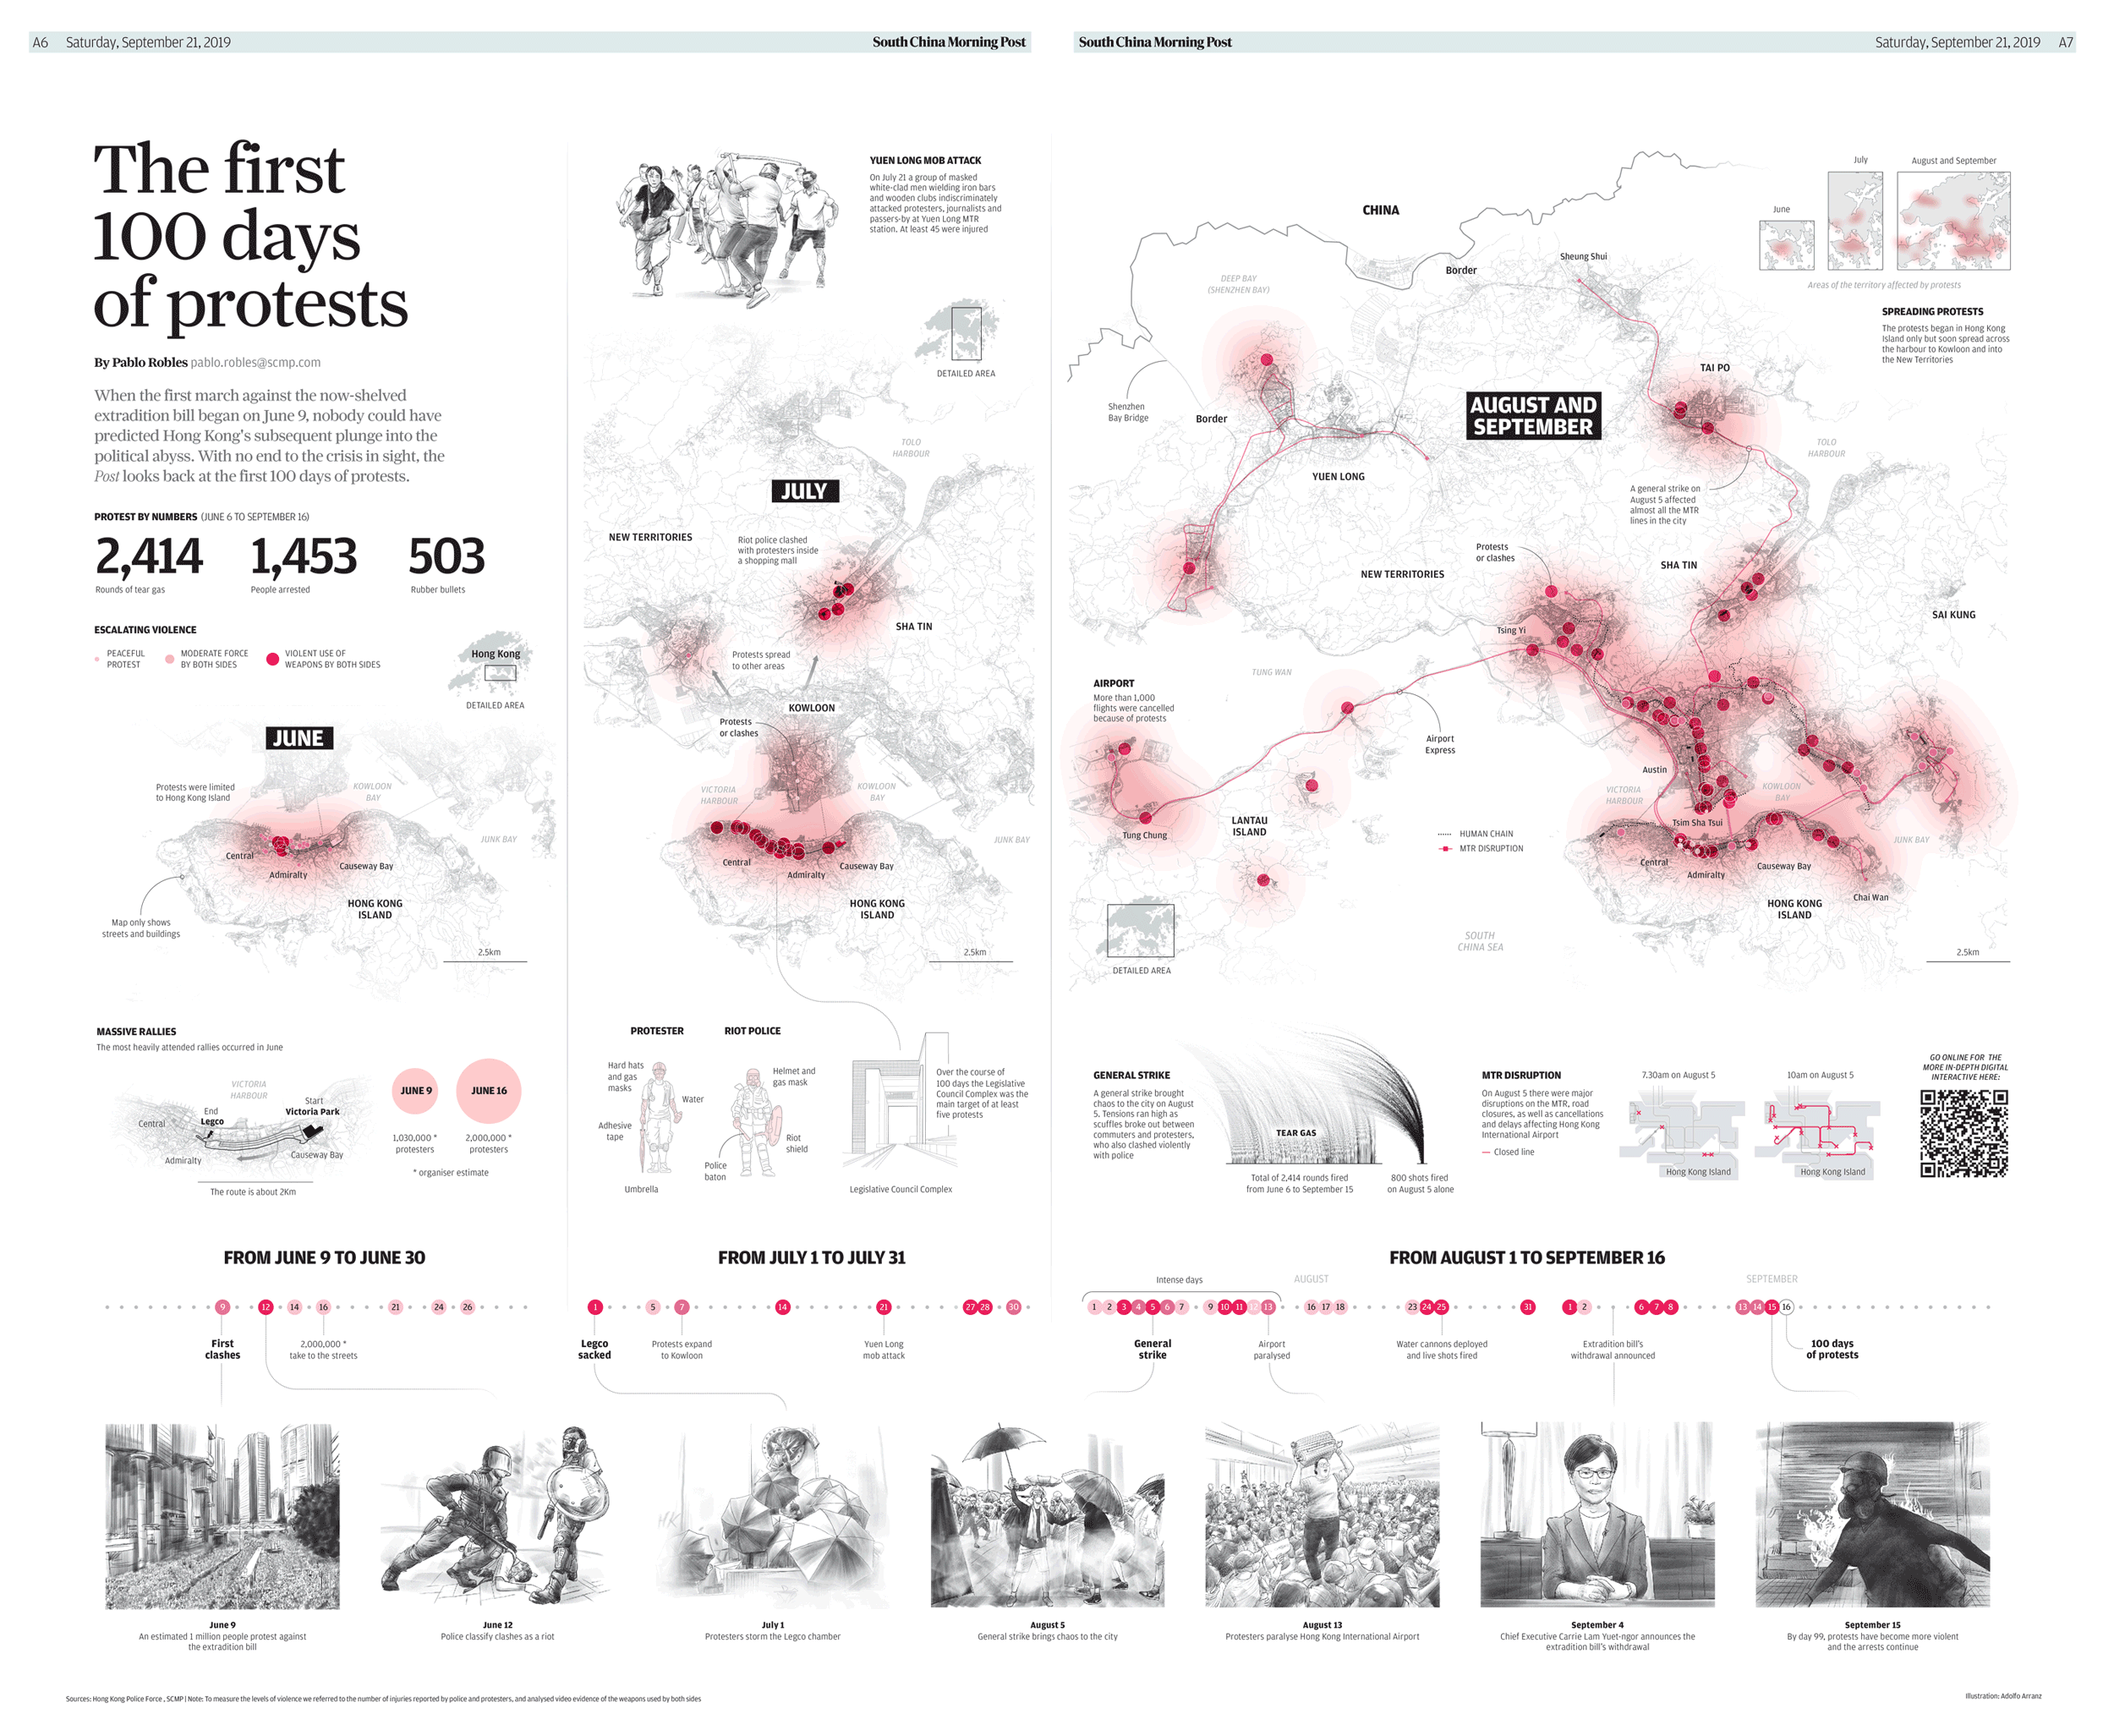 A6 Saturday, September 21, 2019
South China Morning Post
South China Morning Post
Saturday, September 21, 2019 A7
The first
100 days
of protests
By Pablo Robles pablo.robles@scmp.com
When the first march against the now-shelved
extradition bill began on June 9, nobody could have
predicted Hong Kong's subsequent plunge into the
political abyss. With no end to the crisis in sight, the
Post looks back at the first 100 days of protests.
PROTEST BY NUMBERS (JUNE 6 TO SEPTEMBER 16)
2,414
Rounds of tear gas
1,453
People arrested
503
Rubber bullets
ESCALATING VIOLENCE
PEACEFUL
PROTEST
MODERATE FORCE
BY BOTH SIDES
VIOLENT USE OF
WEAPONS BY BOTH SIDES
Hong Kong
DETAILED AREA
JUNE
Protests were limited
to Hong Kong Island
KOWLOON
BAY
JUNK BAY
Central
Admiralty
Causeway Bay
HONG KONG
ISLAND
Map only shows
streets and buildings
2.5km
MASSIVE RALLIES
The most heavily attended rallies occurred in June
VICTORIA
HARBOUR
Central
End
Legco
Start
Victoria Park
Admiralty
Causeway Bay
The route is about 2Km
JUNE 9
1,030,000 *
protesters
JUNE 16
2,000,000 *
protesters
* organiser estimate
YUEN LONG MOB ATTACK
On July 21 a group of masked
white-clad men wielding iron bars
and wooden clubs indiscriminately
attacked protesters, journalists and
passers-by at Yuen Long MTR
station. At least 45 were injured
DETAILED AREA
TOLO
HARBOUR
JULY
NEW TERRITORIES
Riot police clashed
with protesters inside
a shopping mall
SHA TIN
Protests spread
to other areas
KOWLOON
Protests
or clashes
VICTORIA
HARBOUR
KOWLOON
BAY
JUNK BAY
Central
Admiralty
Causeway Bay
HONG KONG
ISLAND
2.5km
PROTESTER
Hard hats
and gas
masks
Water
Adhesive
tape
Umbrella
RIOT POLICE
Helmet and
gas mask
Riot
shield
Police
baton
Over the course of
100 days the Legislative
Council Complex was the
main target of at least
five protests
Legislative Council Complex
CHINA
Border
Sheung Shui
DEEP BAY
(SHENZHEN BAY)
June
July
August and September
Areas of the territory affected by protests
SPREADING PROTESTS
The protests began in Hong Kong
Island only but soon spread across
the harbour to Kowloon and into
the New Territories
TAI PO
Shenzhen
Bay Bridge
Border
AUGUST AND
SEPTEMBER
TOLO
HARBOUR
YUEN LONG
A general strike on
August 5 affected
almost all the MTR
lines in the city
Protests
or clashes
NEW TERRITORIES
SHA TIN
SAI KUNG
Tsing Yi
TUNG WAN
AIRPORT
More than 1,000
flights were cancelled
because of protests
Airport
Express
Austin
VICTORIA
HARBOUR
KOWLOON
BAY
Tung Chung
LANTAU
ISLAND
HUMAN CHAIN
MTR DISRUPTION
Tsim Sha Tsui
JUNK BAY
Central
Admiralty
Causeway Bay
Chai Wan
HONG KONG
ISLAND
SOUTH
CHINA SEA
DETAILED AREA
2.5km
GENERAL STRIKE
A general strike brought
chaos to the city on August
5. Tensions ran high as
scuffles broke out between
commuters and protesters,
who also clashed violently
with police
TEAR GAS
Total of 2,414 rounds fired
from June 6 to September 15
800 shots fired
on August 5 alone
MTR DISRUPTION
On August 5 there were major
disruptions on the MTR, road
closures, as well as cancellations
and delays affecting Hong Kong
International Airport
Closed line
7.30am on August 5
Hong Kong Island
10am on August 5
Hong Kong Island
GO ONLINE FOR THE
MORE IN-DEPTH DIGITAL
INTERACTIVE HERE:
FROM JUNE 9 TO JUNE 30
9 12 14 16 21 24 26
First
clashes
2,000,000 *
take to the streets
FROM JULY 1 TO JULY 31
1 5 7 14 21 27 28 30
Legco
sacked
Protests expand
to Kowloon
Yuen Long
mob attack
FROM AUGUST 1 TO SEPTEMBER 16
Intense days
AUGUST
SEPTEMBER
1 2 3 4 5 6 7 9 10 11 12 13 16 17 18 23 24 25 31 1 2 6 7 8 13 14 15 16
General
strike
Airport
paralysed
Water cannons deployed
and live shots fired
Extradition bill's
withdrawal announced
100 days
of protests
HK
June 9
An estimated 1 million people protest against
the extradition bill
June 12
Police classify clashes as a riot
July 1
Protesters storm the Legco chamber
August 5
General strike brings chaos to the city
August 13
Protesters paralyse Hong Kong International Airport
September 4
Chief Executive Carrie Lam Yuet-ngor announces the
extradition bill's withdrawal
September 15
By day 99, protests have become more violent
and the arrests continue
Sources: Hong Kong Police Force , SCMP | Note: To measure the levels of violence we referred to the number of injuries reported by police and protesters, and analysed video evidence of the weapons used by both sides
Illustration: Adolfo Arranz